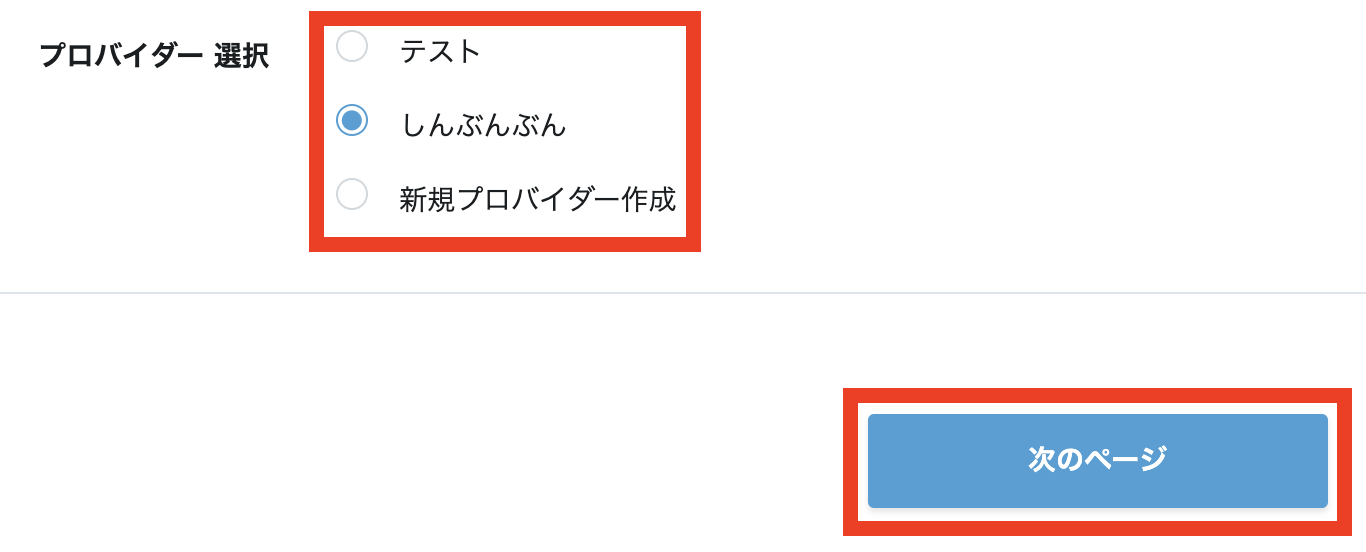 プロバイダー 選択
テスト
しんぶんぶん
新規プロバイダー作成
次のページ